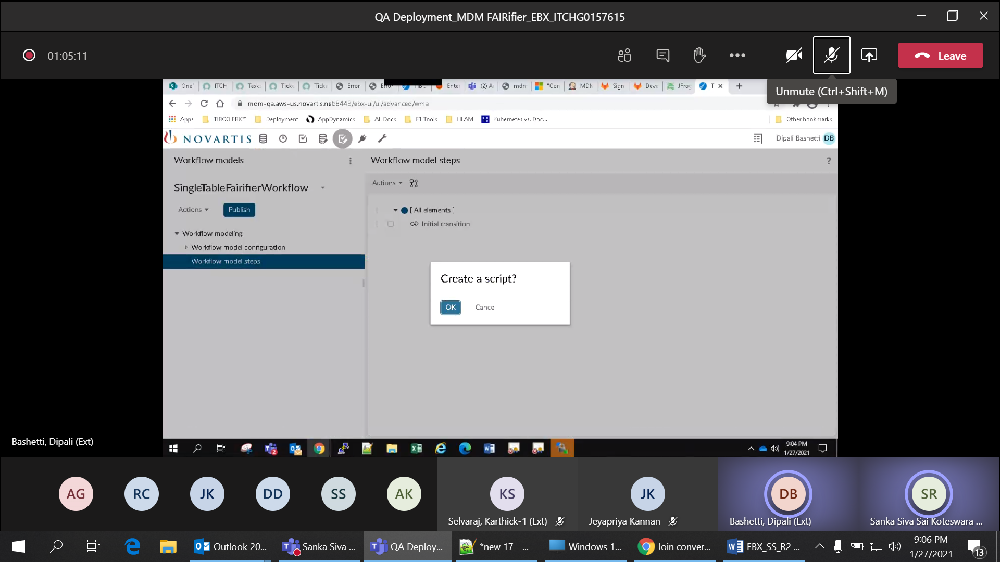 QA Deployment_MDM FAIRifier_EBX_ITCHG0157615
01:05:11
Leave
Unmute (Ctrl+Shift+M)
OneN ITCH Task Ticke Ticke Error Error TIBC Enter (2) A mdm "Con MDM Sign Deve JFrog T
mdm-qa.aws-us.novartis.net:8443/ebx-ui/ui/advanced/wma
Apps TIBCO EBX™ Deployment AppDynamics All Docs F1 Tools ULAM Kubernetes vs. Doc... Other bookmarks
NOVARTIS Dipali Bashetti DB
Workflow models
Workflow model steps ?
SingleTableFairifierWorkflow
Actions
Actions Publish
[ All elements ]
Initial transition
Workflow modeling
Workflow model configuration
Workflow model steps
Create a script?
OK Cancel
Bashetti, Dipali (Ext)
9:04 PM
1/27/2021
AG RC JK DD SS AK KS JK DB SR
Selvaraj, Karthick-1 (Ext) Jeyapriya Kannan Bashetti, Dipali (Ext) Sanka Siva Sai Koteswara ...
Outlook 20... Sanka Siva ... QA Deploy... *new 17 - ... Windows 1... Join conver... EBX_SS_R2 ...
9:06 PM
1/27/2021
13